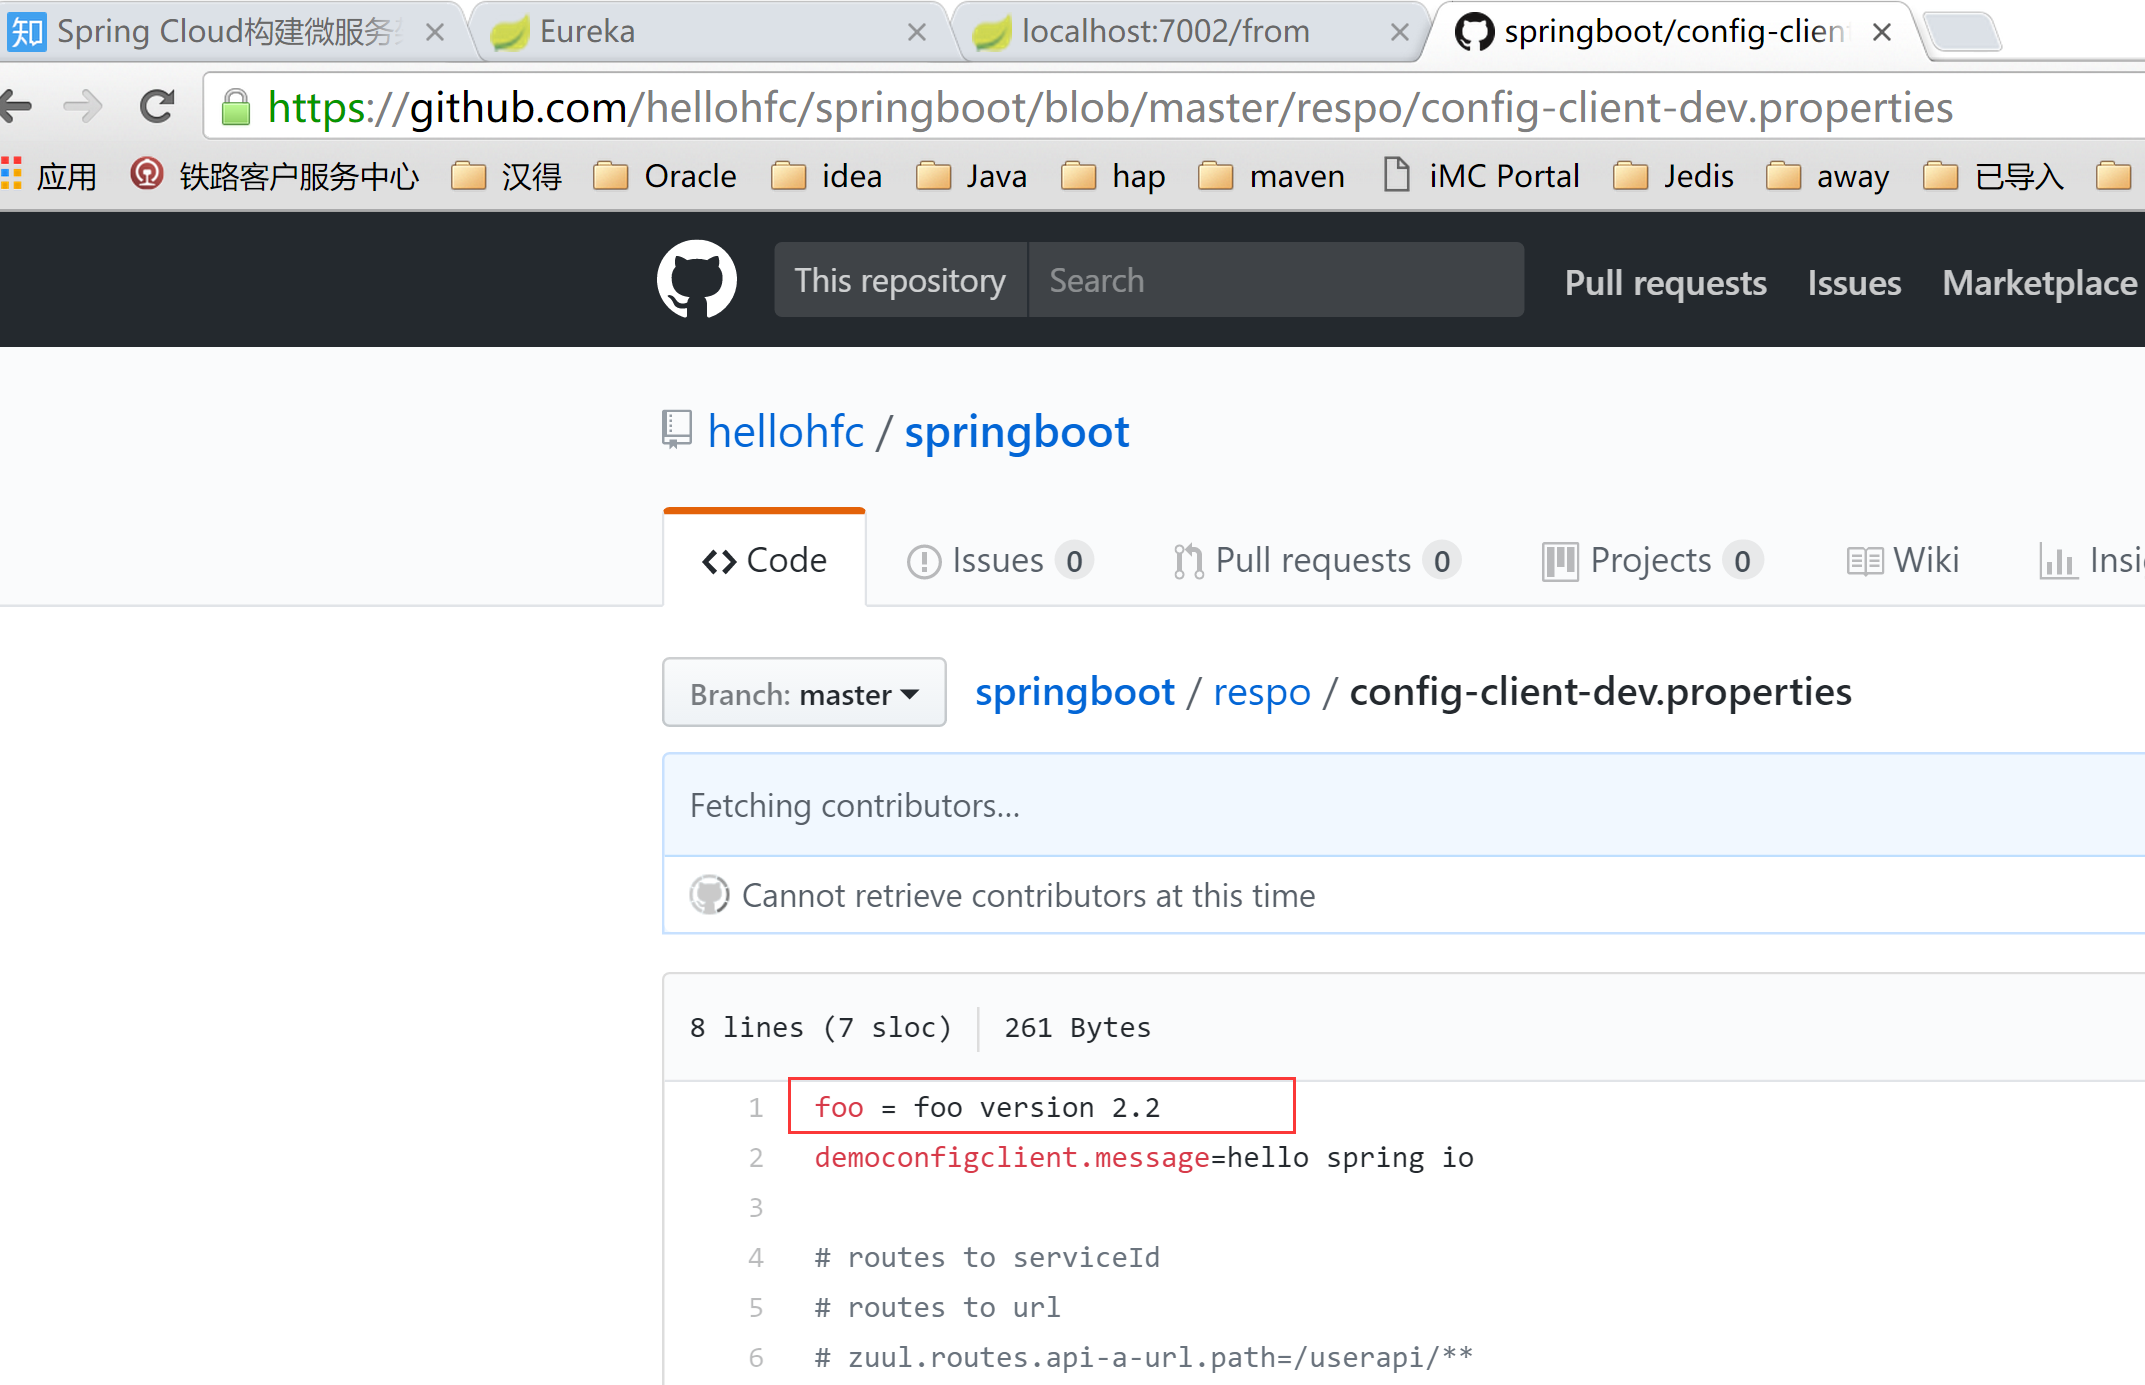 知 Spring Cloud构建微服务架 Eureka localhost:7002/from springboot/config-clien
https://github.com/hellohfc/springboot/blob/master/respo/config-client-dev.properties
应用 铁路客户服务中心 汉得 Oracle idea Java hap maven iMC Portal Jedis away 已导入
This repository Search Pull requests Issues Marketplace
hellohfc / springboot
Code Issues 0 Pull requests 0 Projects 0 Wiki Insi
Branch: master springboot / respo / config-client-dev.properties
Fetching contributors…
Cannot retrieve contributors at this time
8 lines (7 sloc) 261 Bytes
1 foo = foo version 2.2
2 democonfigclient.message=hello spring io
3
4 # routes to serviceId
5 # routes to url
6 # zuul.routes.api-a-url.path=/userapi/**